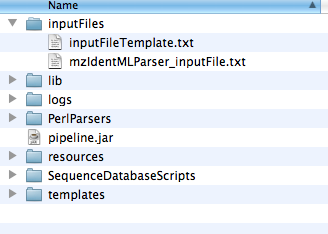 Name
inputFiles
inputFileTemplate.txt
mzIdentMLParser_inputFile.txt
lib
logs
PerlParsers
pipeline.jar
resources
SequenceDatabaseScripts
templates